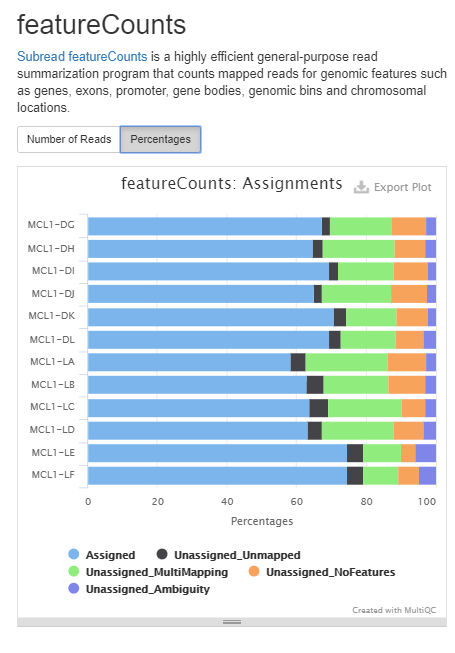 featureCounts
Subread featureCounts is a highly efficient general-purpose read
summarization program that counts mapped reads for genomic features such
as genes, exons, promoter, gene bodies, genomic bins and chromosomal
locations.
Number of Reads Percentages
featureCounts: Assignments Export Plot
MCL1-DG
MCL1-DH
MCL1-DI
MCL1-DJ
MCL1-DK
MCL1-DL
MCL1-LA
MCL1-LB
MCL1-LC
MCL1-LD
MCL1-LE
MCL1-LF
0 20 40 60 80 100
Percentages
Assigned Unassigned_Unmapped
Unassigned_MultiMapping Unassigned_NoFeatures
Unassigned_Ambiguity
Created with MultiQC